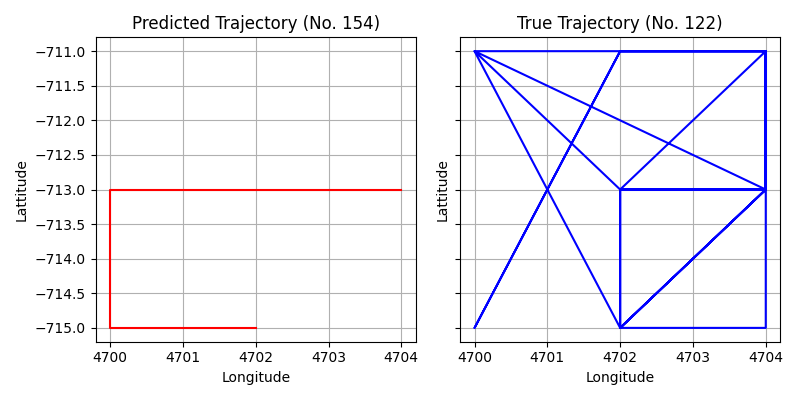 Predicted Trajectory (No. 154)
Lattitude
−711.0
−711.5
−712.0
−712.5
−713.0
−713.5
−714.0
−714.5
−715.0
4700 4701 4702 4703 4704
Longitude
True Trajectory (No. 122)
Lattitude
4700 4701 4702 4703 4704
Longitude